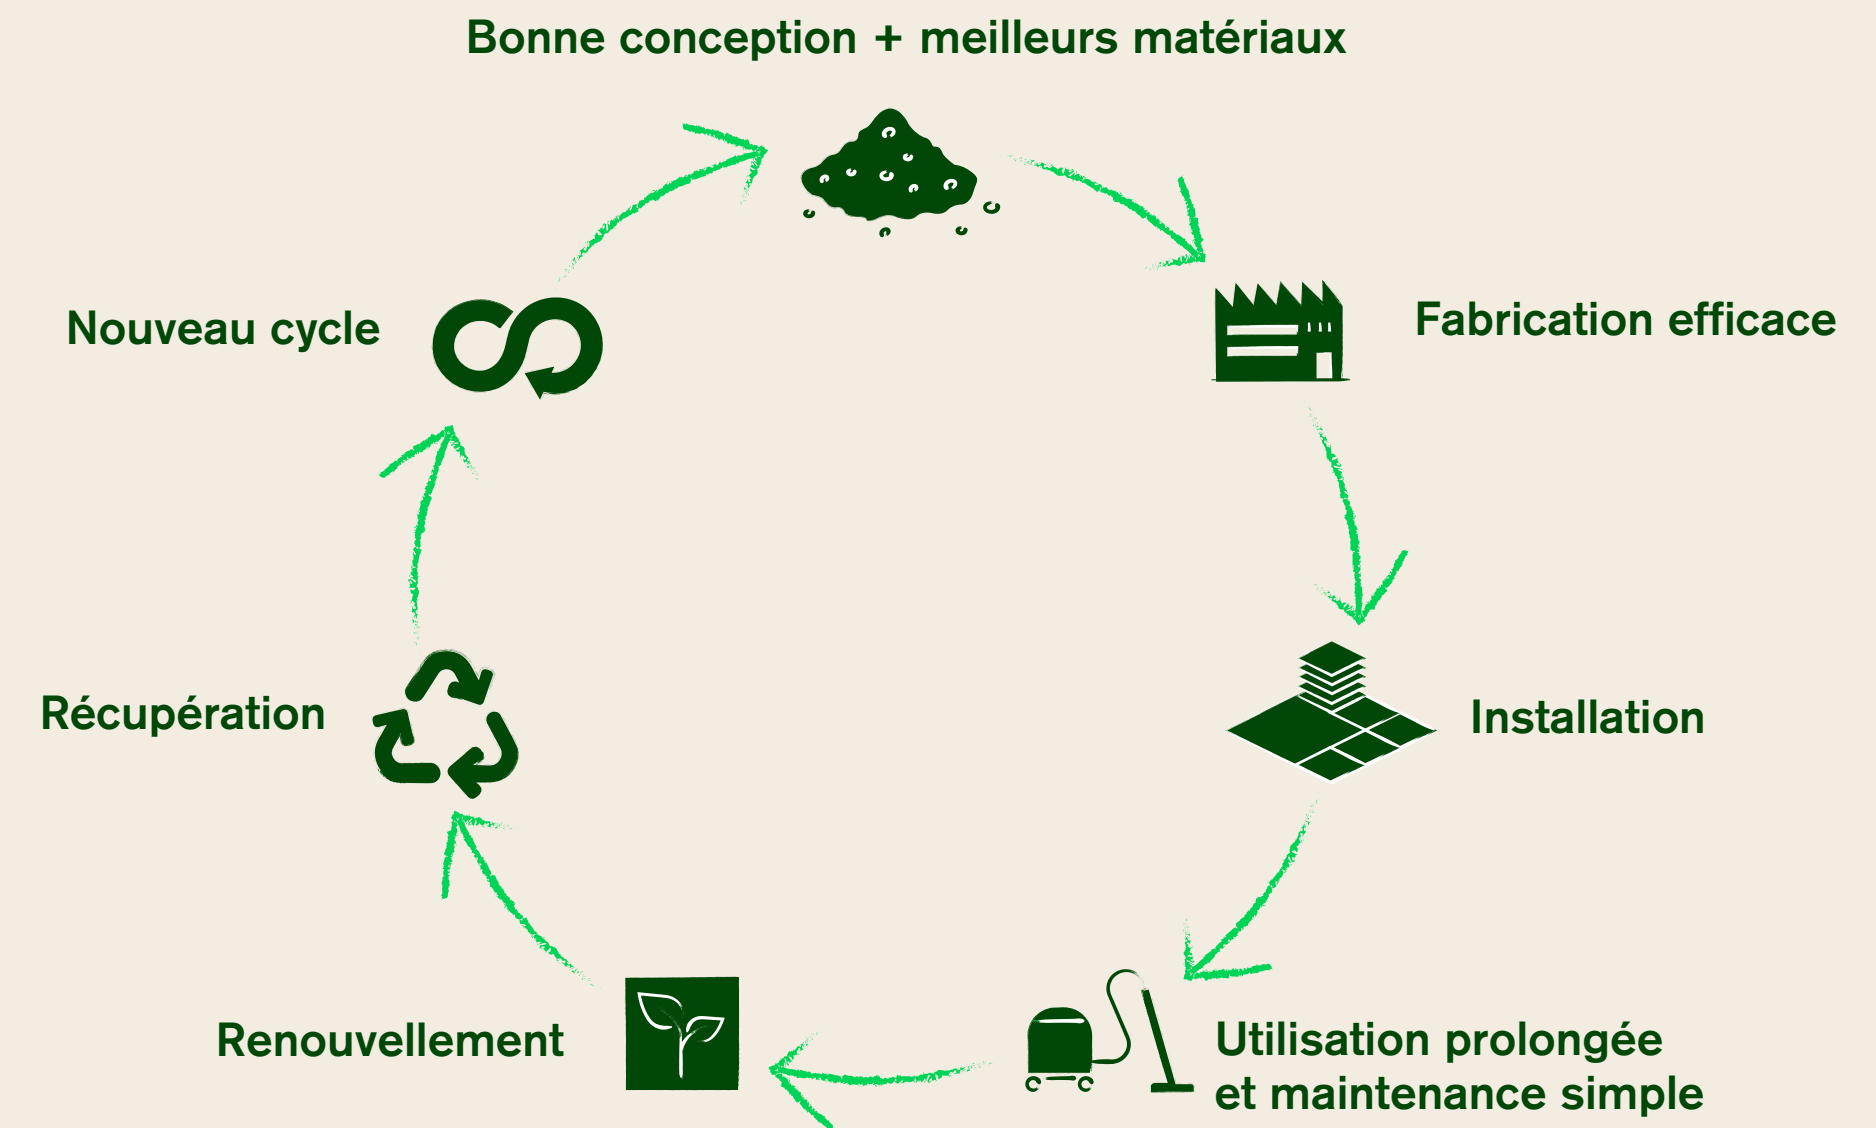 Bonne conception + meilleurs matériaux
Fabrication efficace
Installation
Utilisation prolongée
et maintenance simple
Renouvellement
Récupération
Nouveau cycle